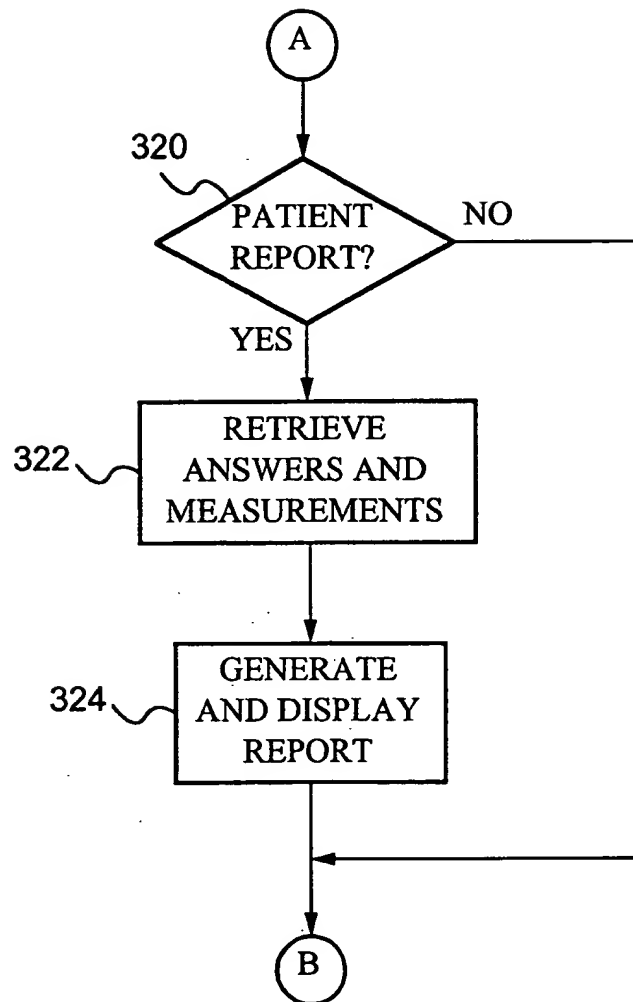 A
320
PATIENT
REPORT?
NO
YES
322
RETRIEVE
ANSWERS AND
MEASUREMENTS
324
GENERATE
AND DISPLAY
REPORT
B